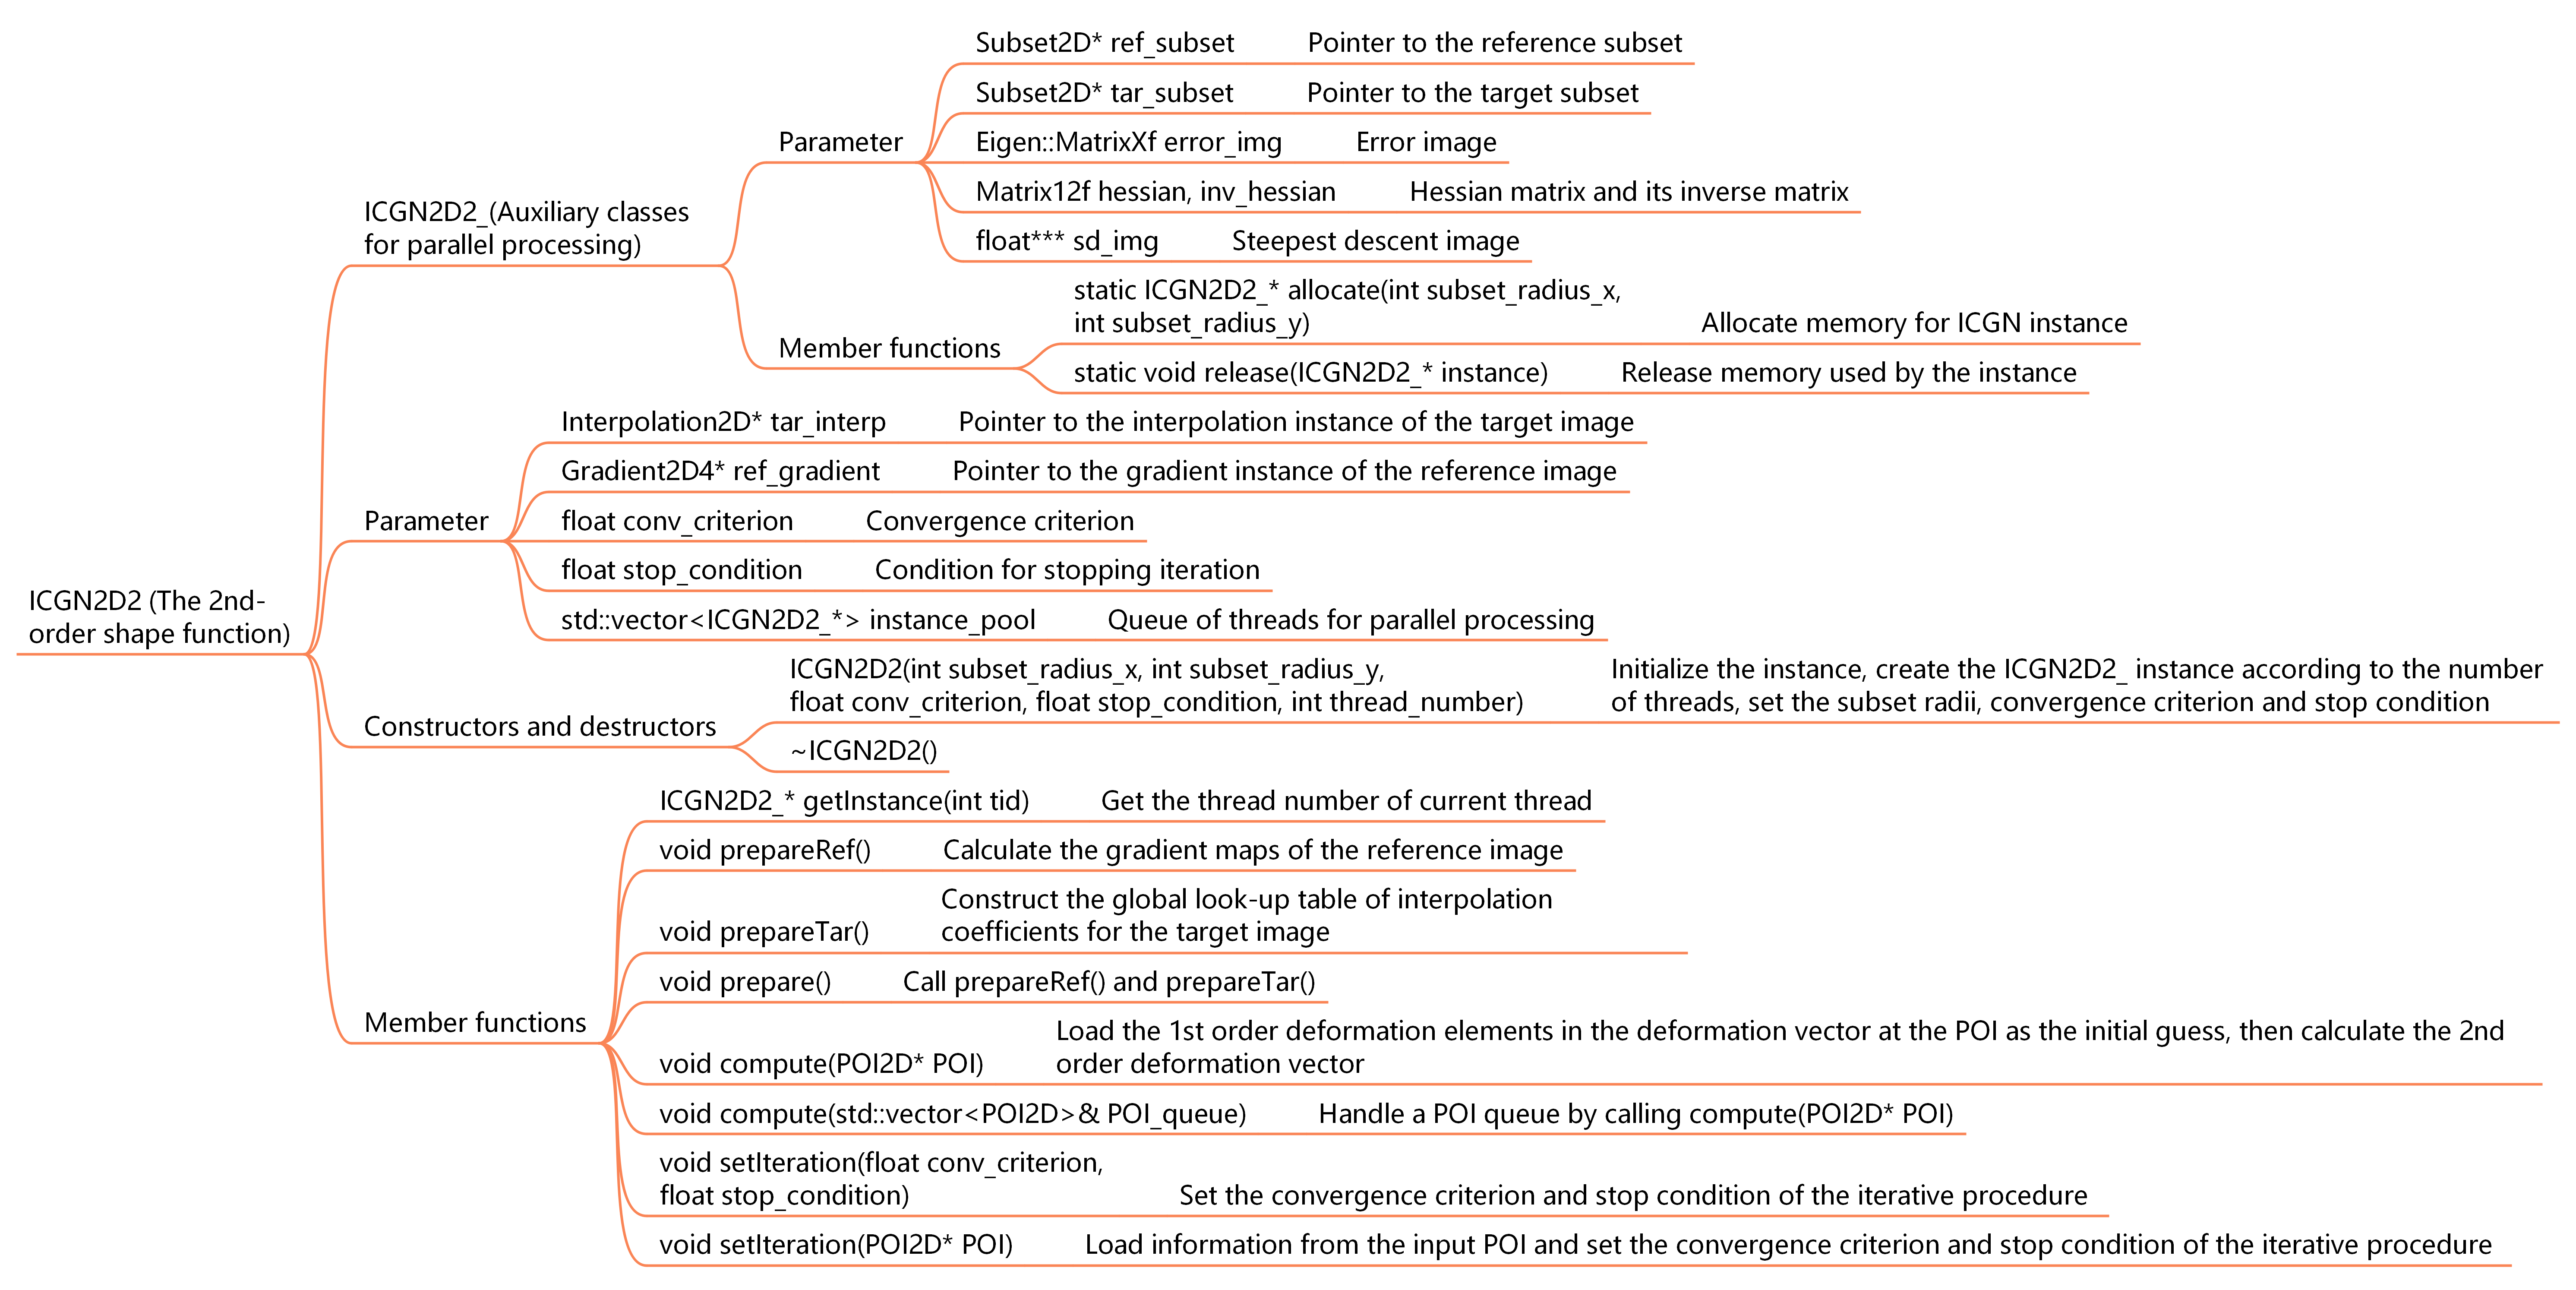 ICGN2D2 (The 2nd-
order shape function)
ICGN2D2_(Auxiliary classes
for parallel processing)
Parameter
Subset2D* ref_subset Pointer to the reference subset
Subset2D* tar_subset Pointer to the target subset
Eigen::MatrixXf error_img Error image
Matrix12f hessian, inv_hessian Hessian matrix and its inverse matrix
float*** sd_img Steepest descent image
Member functions
static ICGN2D2_* allocate(int subset_radius_x,
int subset_radius_y) Allocate memory for ICGN instance
static void release(ICGN2D2_* instance) Release memory used by the instance
Parameter
Interpolation2D* tar_interp Pointer to the interpolation instance of the target image
Gradient2D4* ref_gradient Pointer to the gradient instance of the reference image
float conv_criterion Convergence criterion
float stop_condition Condition for stopping iteration
std::vector<ICGN2D2_*> instance_pool Queue of threads for parallel processing
Constructors and destructors
ICGN2D2(int subset_radius_x, int subset_radius_y,
float conv_criterion, float stop_condition, int thread_number)
Initialize the instance, create the ICGN2D2_ instance according to the number
of threads, set the subset radii, convergence criterion and stop condition
~ICGN2D2()
Member functions
ICGN2D2_* getInstance(int tid) Get the thread number of current thread
void prepareRef() Calculate the gradient maps of the reference image
void prepareTar()
Construct the global look-up table of interpolation
coefficients for the target image
void prepare() Call prepareRef() and prepareTar()
void compute(POI2D* POI)
Load the 1st order deformation elements in the deformation vector at the POI as the initial guess, then calculate the 2nd
order deformation vector
void compute(std::vector<POI2D>& POI_queue) Handle a POI queue by calling compute(POI2D* POI)
void setIteration(float conv_criterion,
float stop_condition) Set the convergence criterion and stop condition of the iterative procedure
void setIteration(POI2D* POI) Load information from the input POI and set the convergence criterion and stop condition of the iterative procedure